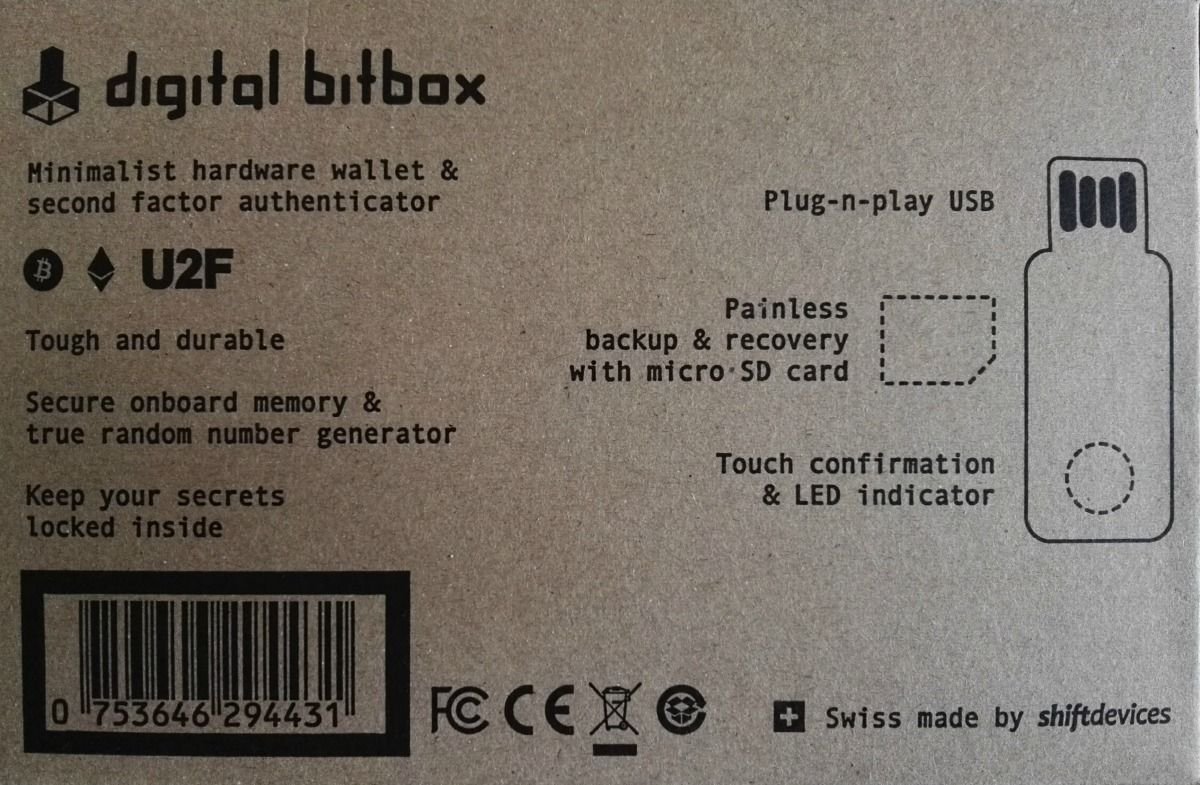 digital bitbox
Minimalist hardware wallet &
second factor authenticator
U2F
Tough and durable
Secure onboard memory &
true random number generator
Keep your secrets
locked inside
Plug-n-play USB
Painless
backup & recovery
with micro SD card
Touch confirmation
& LED indicator
0 753646 294431
FC CE
Swiss made by shiftdevices